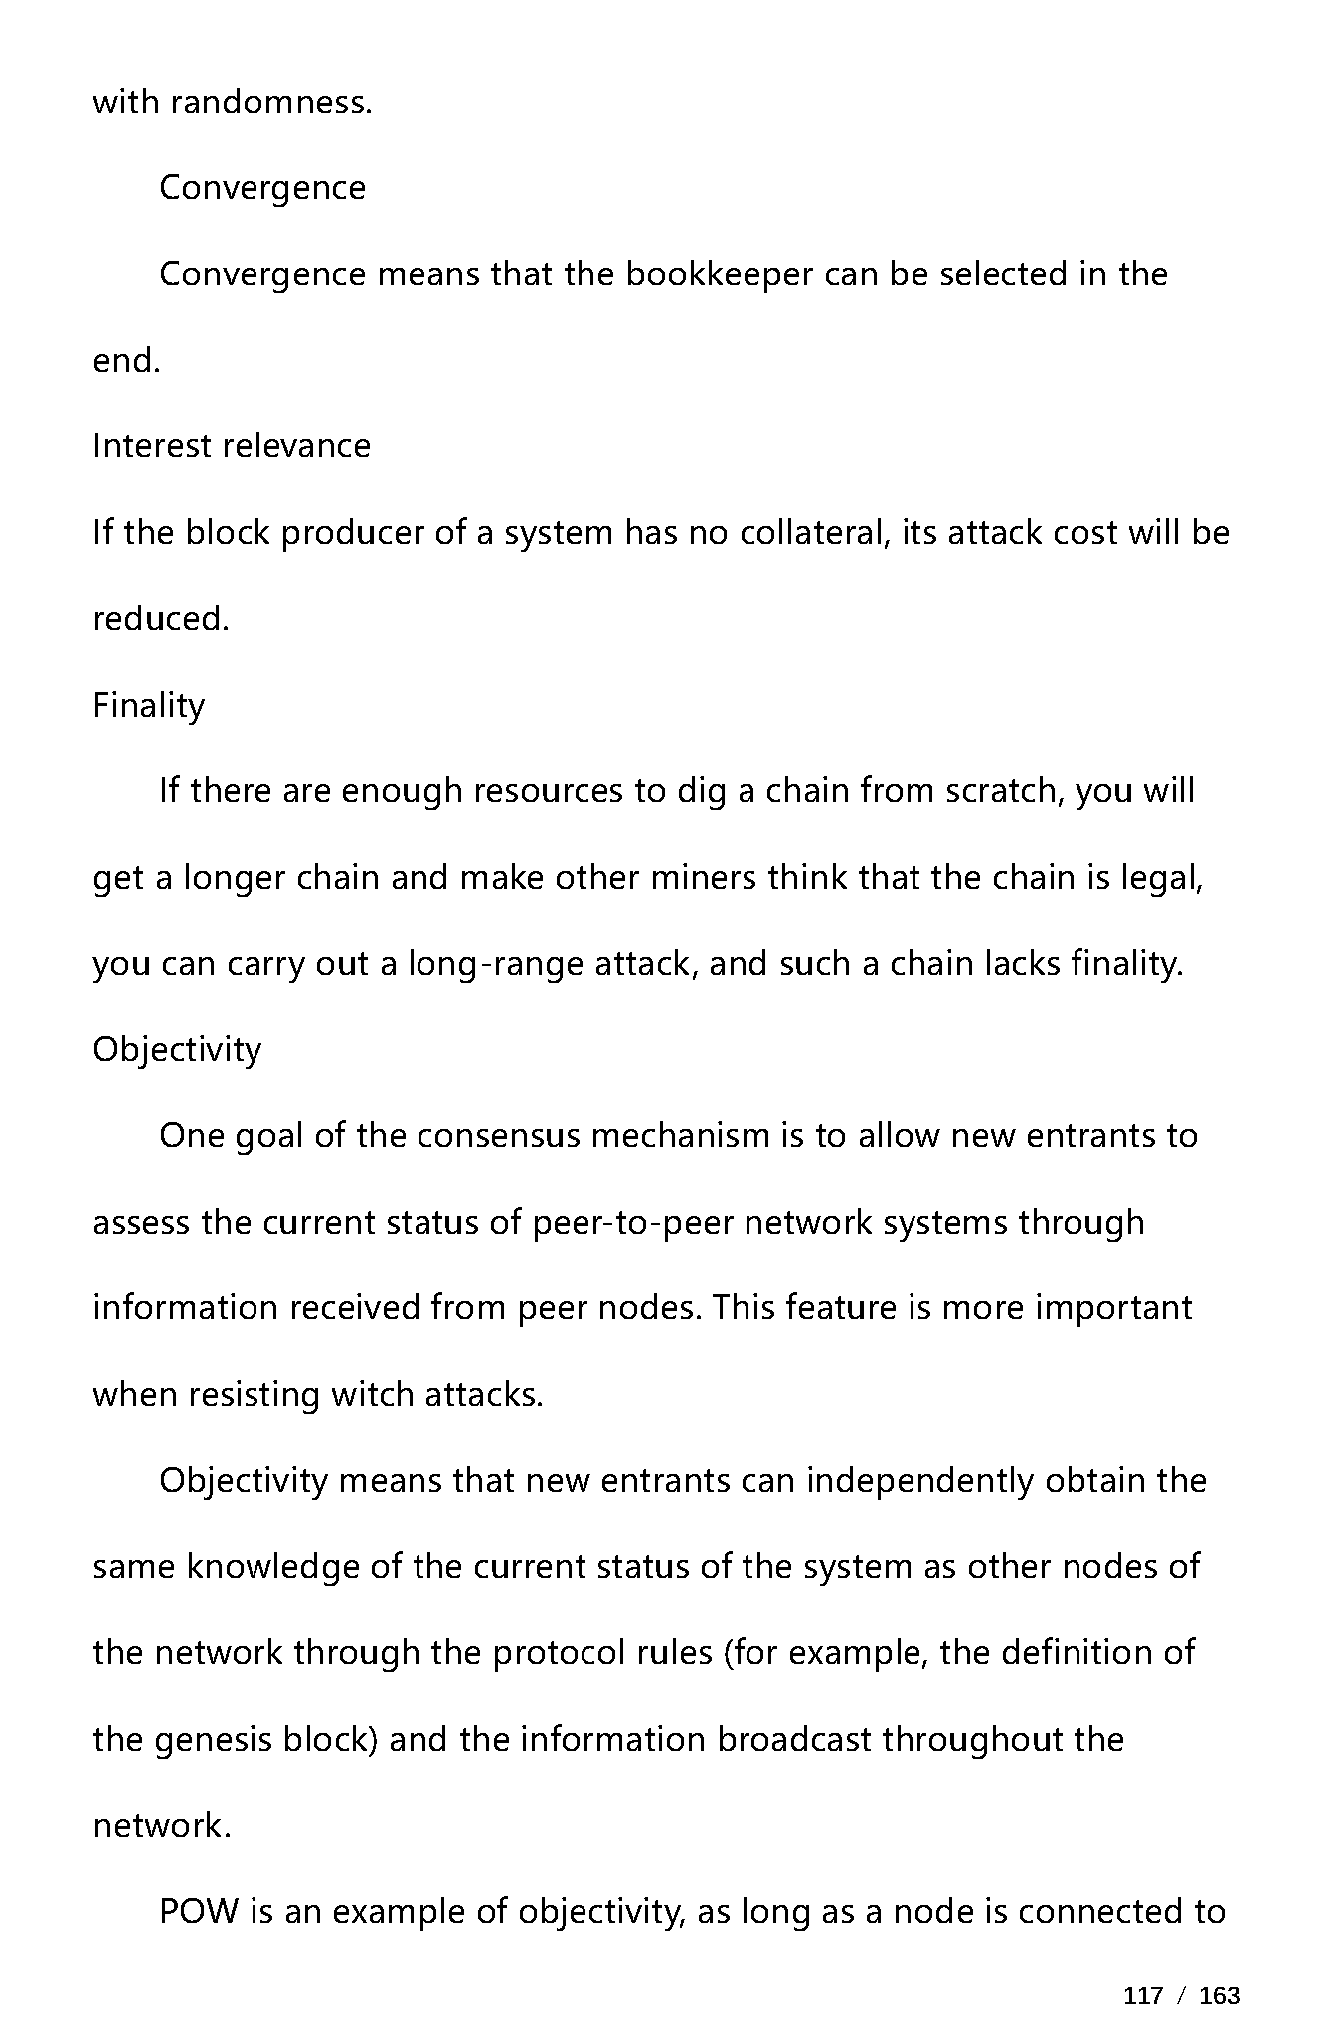 with randomness.
Convergence
Convergence means that the bookkeeper can be selected in the
end.
Interest relevance
If the block producer of a system has no collateral, its attack cost will be
reduced.
Finality
If there are enough resources to dig a chain from scratch, you will
get a longer chain and make other miners think that the chain is legal,
you can carry out a long-range attack, and such a chain lacks finality.
Objectivity
One goal of the consensus mechanism is to allow new entrants to
assess the current status of peer-to-peer network systems through
information received from peer nodes. This feature is more important
when resisting witch attacks.
Objectivity means that new entrants can independently obtain the
same knowledge of the current status of the system as other nodes of
the network through the protocol rules (for example, the definition of
the genesis block) and the information broadcast throughout the
network.
POW is an example of objectivity, as long as a node is connected to
117 / 163